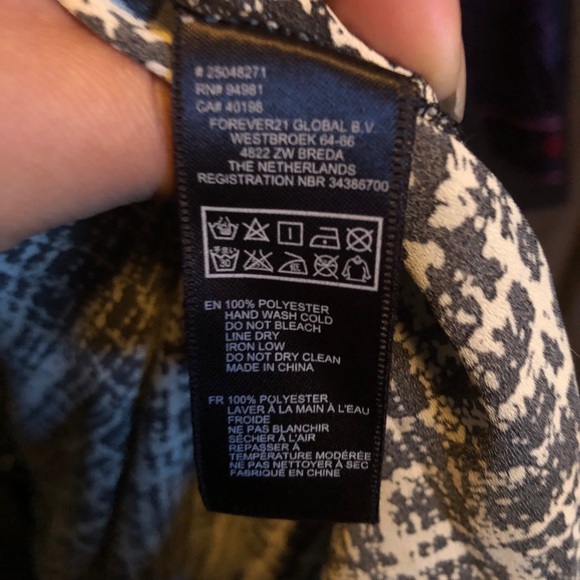 # 25048271
RN# 94981
CA# 40198
FOREVER21 GLOBAL B.V.
WESTBROEK 64-66
4822 ZW BREDA
THE NETHERLANDS
REGISTRATION NBR 34386700
EN 100% POLYESTER
HAND WASH COLD
DO NOT BLEACH
LINE DRY
IRON LOW
DO NOT DRY CLEAN
MADE IN CHINA
FR 100% POLYESTER
LAVER À LA MAIN À L'EAU
FROIDE
NE PAS BLANCHIR
SÉCHER À L'AIR
REPASSER À
TEMPÉRATURE MODÉRÉE
NE PAS NETTOYER À SEC
FABRIQUÉ EN CHINE